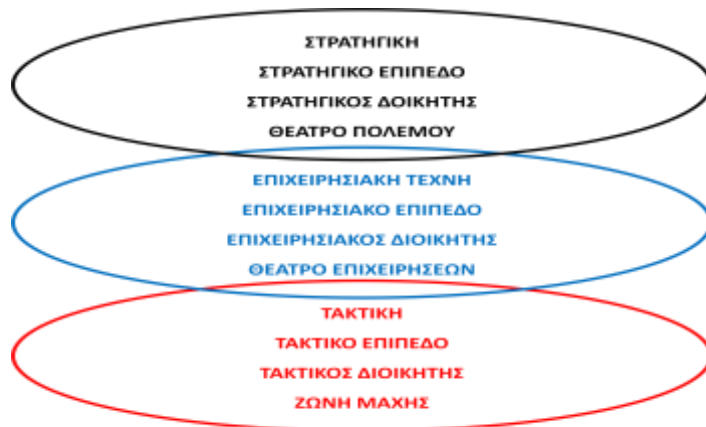 ΣΤΡΑΤΗΓΙΚΗ
ΣΤΡΑΤΗΓΙΚΟ ΕΠΙΠΕΔΟ
ΣΤΡΑΤΗΓΙΚΟΣ ΔΟΙΚΗΤΗΣ
ΘΕΑΤΡΟ ΠΟΛΕΜΟΥ
ΕΠΙΧΕΙΡΗΣΙΑΚΗ ΤΕΧΝΗ
ΕΠΙΧΕΙΡΗΣΙΑΚΟ ΕΠΙΠΕΔΟ
ΕΠΙΧΕΙΡΗΣΙΑΚΟΣ ΔΙΟΙΚΗΤΗΣ
ΘΕΑΤΡΟ ΕΠΙΧΕΙΡΗΣΕΩΝ
ΤΑΚΤΙΚΗ
ΤΑΚΤΙΚΟ ΕΠΙΠΕΔΟ
ΤΑΚΤΙΚΟΣ ΔΙΟΙΚΗΤΗΣ
ΖΩΝΗ ΜΑΧΗΣ